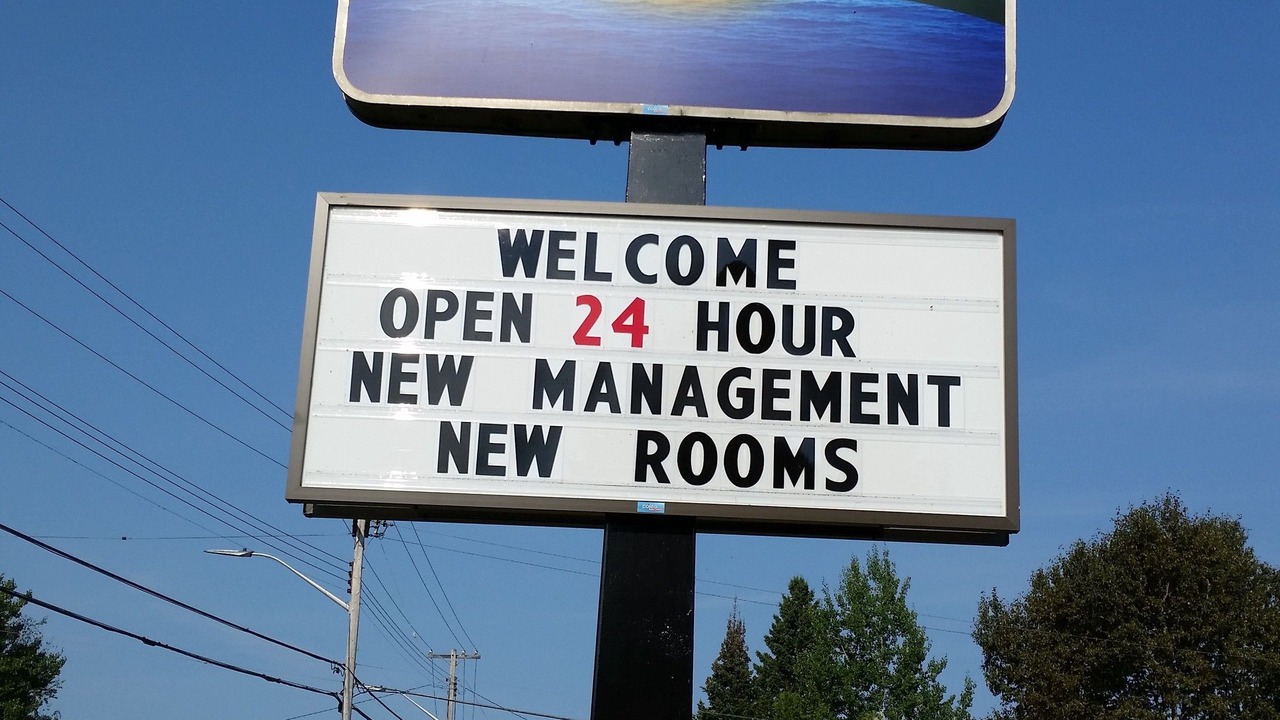 WELCOME
OPEN 24 HOUR
NEW MANAGEMENT
NEW ROOMS